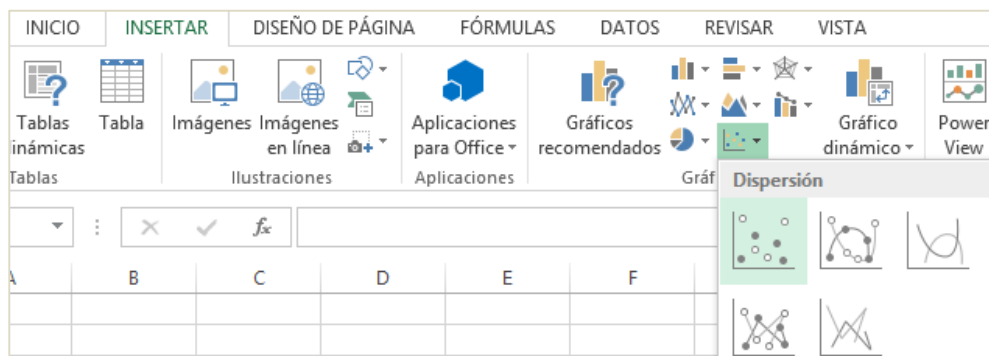 INICIO INSERTAR DISEÑO DE PÁGINA FÓRMULAS DATOS REVISAR VISTA
Tablas Tabla Imágenes Imágenes Aplicaciones Gráficos Gráfico Power
inámicas en línea para Office recomendados dinámico View
Tablas Ilustraciones Aplicaciones Gráf
Dispersión
fx
A B C D E F